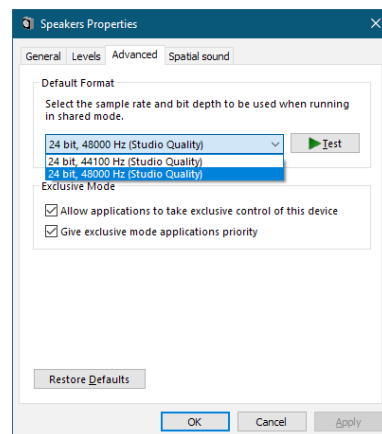 Speakers Properties
General Levels Advanced Spatial sound
Default Format
Select the sample rate and bit depth to be used when running
in shared mode.
24 bit, 48000 Hz (Studio Quality)
Test
24 bit, 44100 Hz (Studio Quality)
24 bit, 48000 Hz (Studio Quality)
Exclusive Mode
Allow applications to take exclusive control of this device
Give exclusive mode applications priority
Restore Defaults
OK Cancel Apply